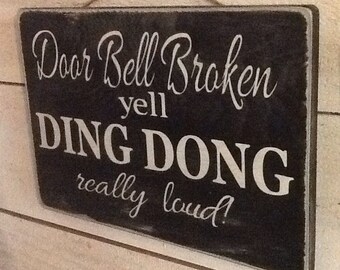 Door Bell Broken
yell
DING DONG
really loud!